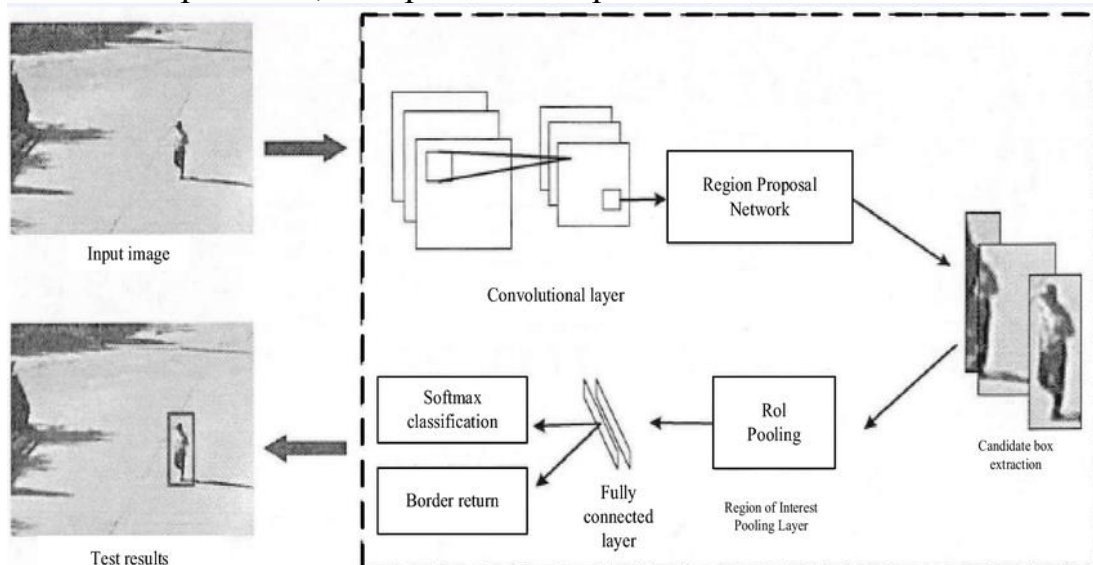 Input image
Convolutional layer
Region Proposal
Network
Candidate box
extraction
RoI
Pooling
Region of Interest
Pooling Layer
Fully
connected
layer
Softmax
classification
Border return
Test results